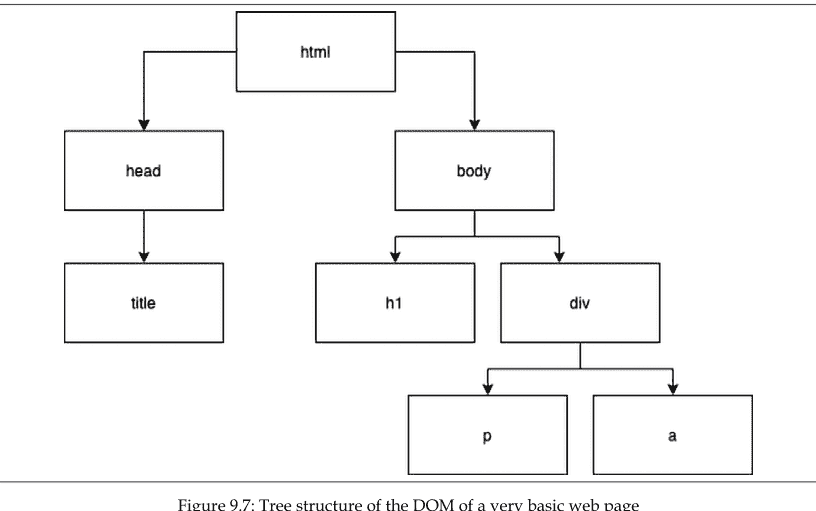 html
head
body
title
h1
div
p
a
Figure 9.7: Tree structure of the DOM of a very basic web page